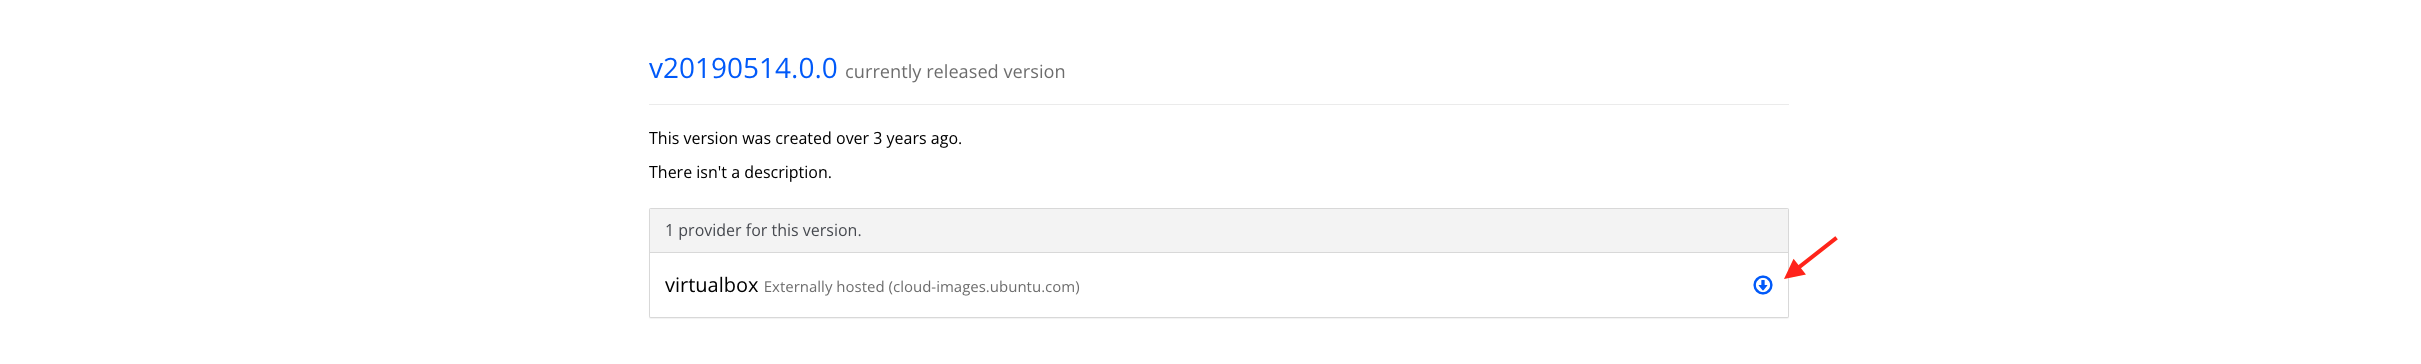 v20190514.0.0 currently released version
This version was created over 3 years ago.
There isn't a description.
1 provider for this version.
virtualbox Externally hosted (cloud-images.ubuntu.com)